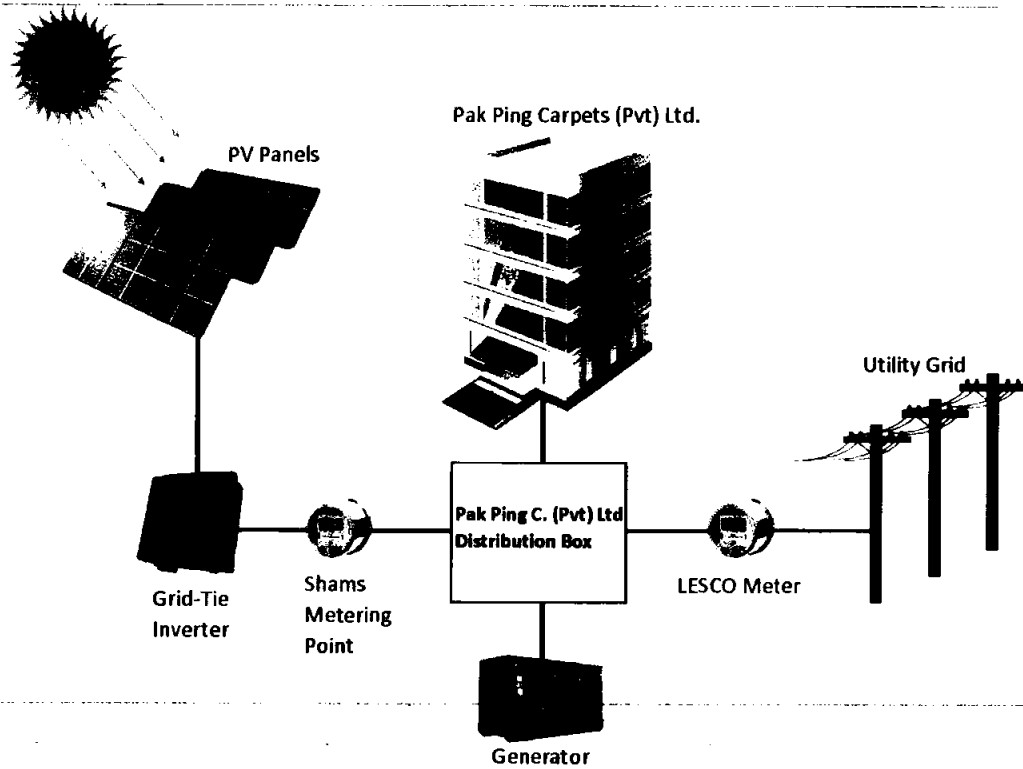 Pak Ping Carpets (Pvt) Ltd.
PV Panels
Utility Grid
Pak Ping C. (Pvt) Ltd
Distribution Box
Grid-Tie
Inverter
Shams
Metering
Point
LESCO Meter
Generator